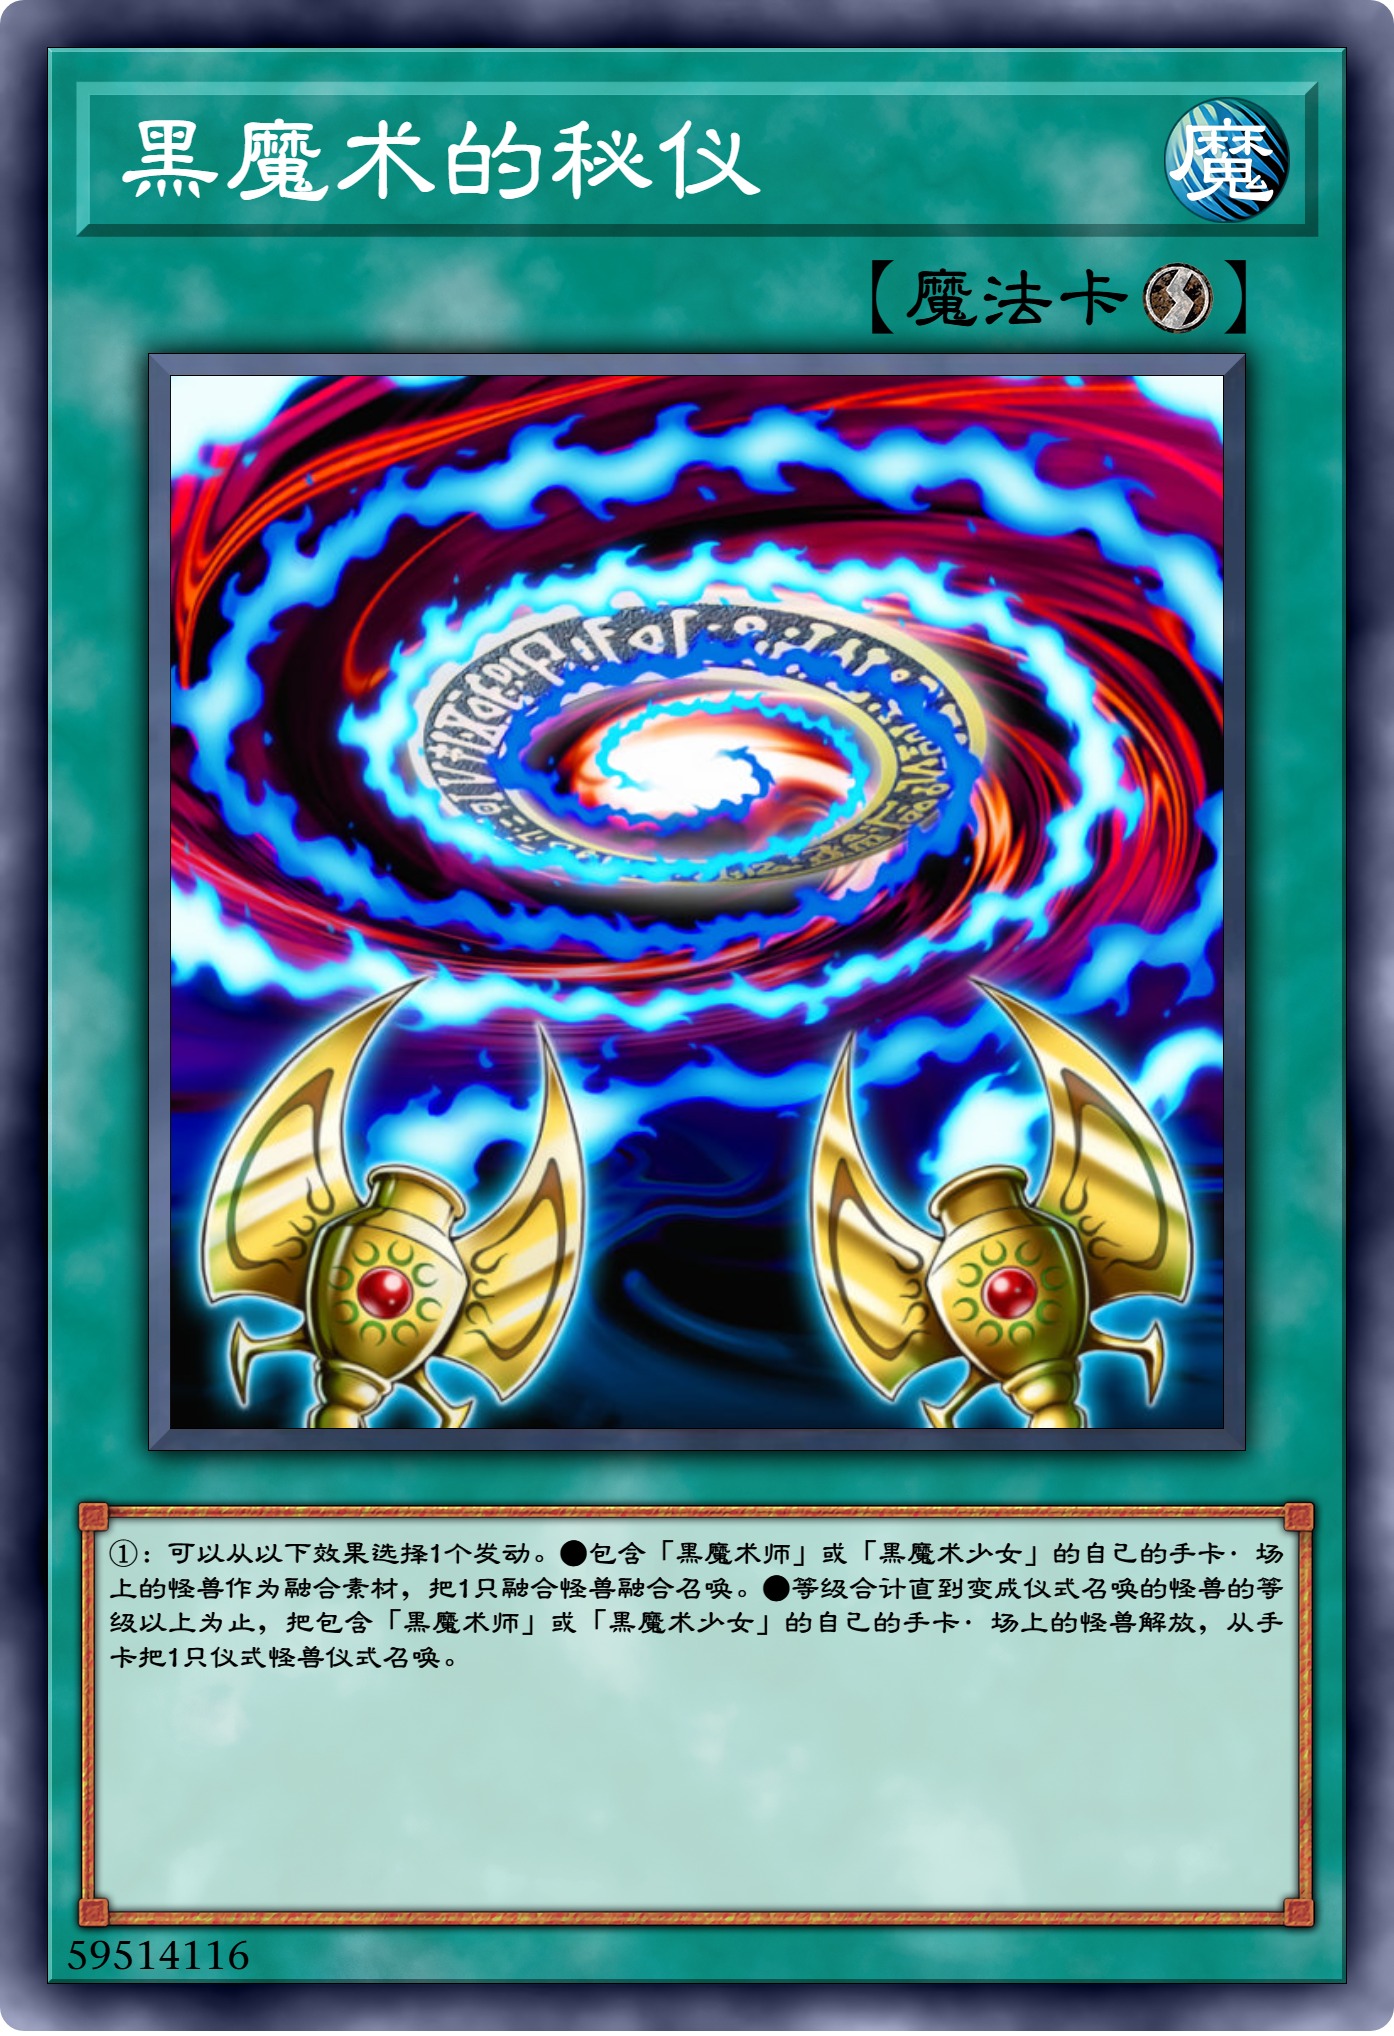 黑魔术的秘仪
魔
【魔法卡】
①：可以从以下效果选择1个发动。●包含「黑魔术师」或「黑魔术少女」的自己的手卡·场
上的怪兽作为融合素材，把1只融合怪兽融合召唤。●等级合计直到变成仪式召唤的怪兽的等
级以上为止，把包含「黑魔术师」或「黑魔术少女」的自己的手卡·场上的怪兽解放，从手
卡把1只仪式怪兽仪式召唤。
59514116